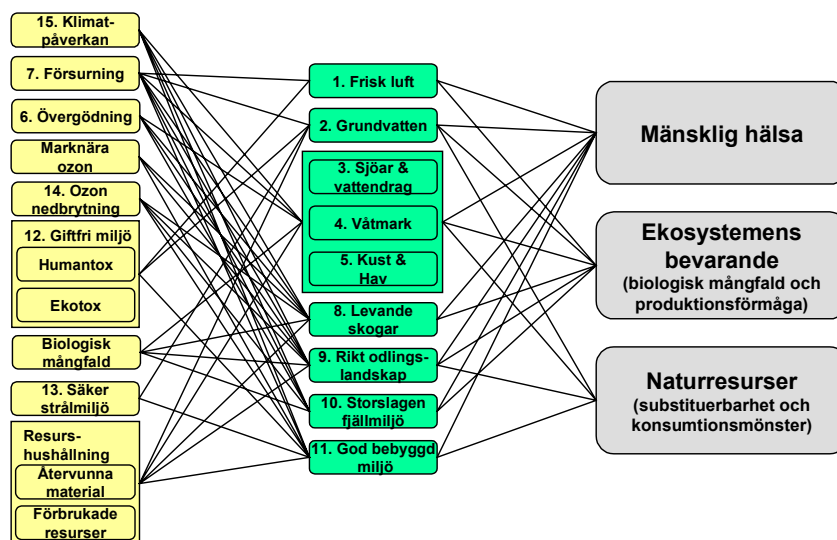 15. Klimat-
påverkan
7. Försurning
6. Övergödning
Marknära
ozon
14. Ozon
nedbrytning
12. Giftfri miljö
Humantox
Ekotox
Biologisk
mångfald
13. Säker
strålmiljö
Resurs-
hushållning
Återvunna
material
Förbrukade
resurser
1. Frisk luft
2. Grundvatten
3. Sjöar &
vattendrag
4. Våtmark
5. Kust &
Hav
8. Levande
skogar
9. Rikt odlings-
landskap
10. Storslagen
fjällmiljö
11. God bebyggd
miljö
Mänsklig hälsa
Ekosystemens
bevarande
(biologisk mångfald och
produktionsförmåga)
Naturresurser
(substituerbarhet och
konsumtionsmönster)